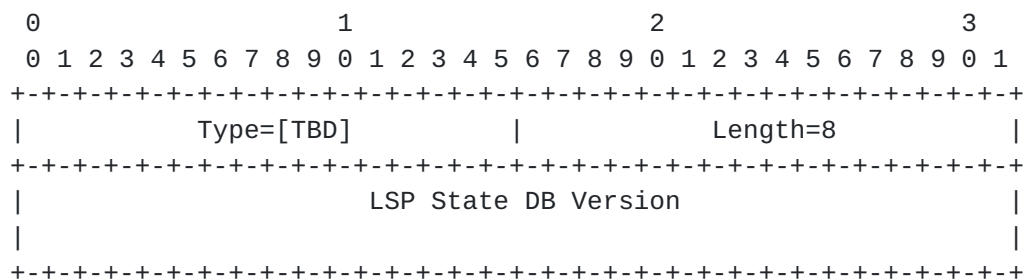 0                   1                   2                   3
 0 1 2 3 4 5 6 7 8 9 0 1 2 3 4 5 6 7 8 9 0 1 2 3 4 5 6 7 8 9 0 1
+-+-+-+-+-+-+-+-+-+-+-+-+-+-+-+-+-+-+-+-+-+-+-+-+-+-+-+-+-+-+-+-+
|           Type=[TBD]          |            Length=8           |
+-+-+-+-+-+-+-+-+-+-+-+-+-+-+-+-+-+-+-+-+-+-+-+-+-+-+-+-+-+-+-+-+
|                      LSP State DB Version                     |
|                                                               |
+-+-+-+-+-+-+-+-+-+-+-+-+-+-+-+-+-+-+-+-+-+-+-+-+-+-+-+-+-+-+-+-+